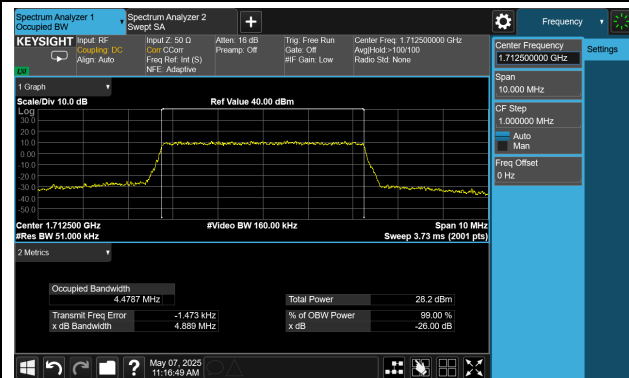 Spectrum Analyzer 1
Occupied BW
Spectrum Analyzer 2
Swept SA
Frequency
KEYSIGHT
Input: RF
Coupling: DC
Align: Auto
Input Z: 50 Ω
Corr CCorr
Freq Ref: Int (S)
NFE: Adaptive
Atten: 16 dB
Preamp: Off
Trig: Free Run
Gate: Off
#IF Gain: Low
Center Freq: 1.712500000 GHz
Avg|Hold:>100/100
Radio Std: None
LXI
Center Frequency
1.712500000 GHz
Settings
Span
10.000 MHz
CF Step
1.000000 MHz
Auto
Man
Freq Offset
0 Hz
1 Graph
Scale/Div 10.0 dB
Ref Value 40.00 dBm
Log
30.0
20.0
10.0
0.00
-10.0
-20.0
-30.0
-40.0
-50.0
Center 1.712500 GHz
#Video BW 160.00 kHz
Span 10 MHz
#Res BW 51.000 kHz
Sweep 3.73 ms (2001 pts)
2 Metrics
Occupied Bandwidth
4.4787 MHz
Total Power
28.2 dBm
Transmit Freq Error
-1.473 kHz
% of OBW Power
99.00 %
x dB Bandwidth
4.889 MHz
x dB
-26.00 dB
May 07, 2025
11:16:49 AM